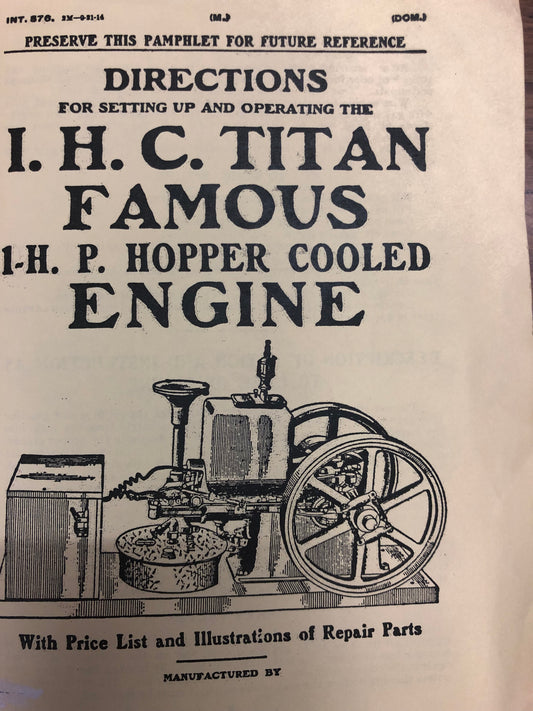 INT. 876. 2M—9-21-14 (M.) (DOM.)
PRESERVE THIS PAMPHLET FOR FUTURE REFERENCE
DIRECTIONS
FOR SETTING UP AND OPERATING THE
I. H. C. TITAN
FAMOUS
1-H. P. HOPPER COOLED
ENGINE
With Price List and Illustrations of Repair Parts
MANUFACTURED BY